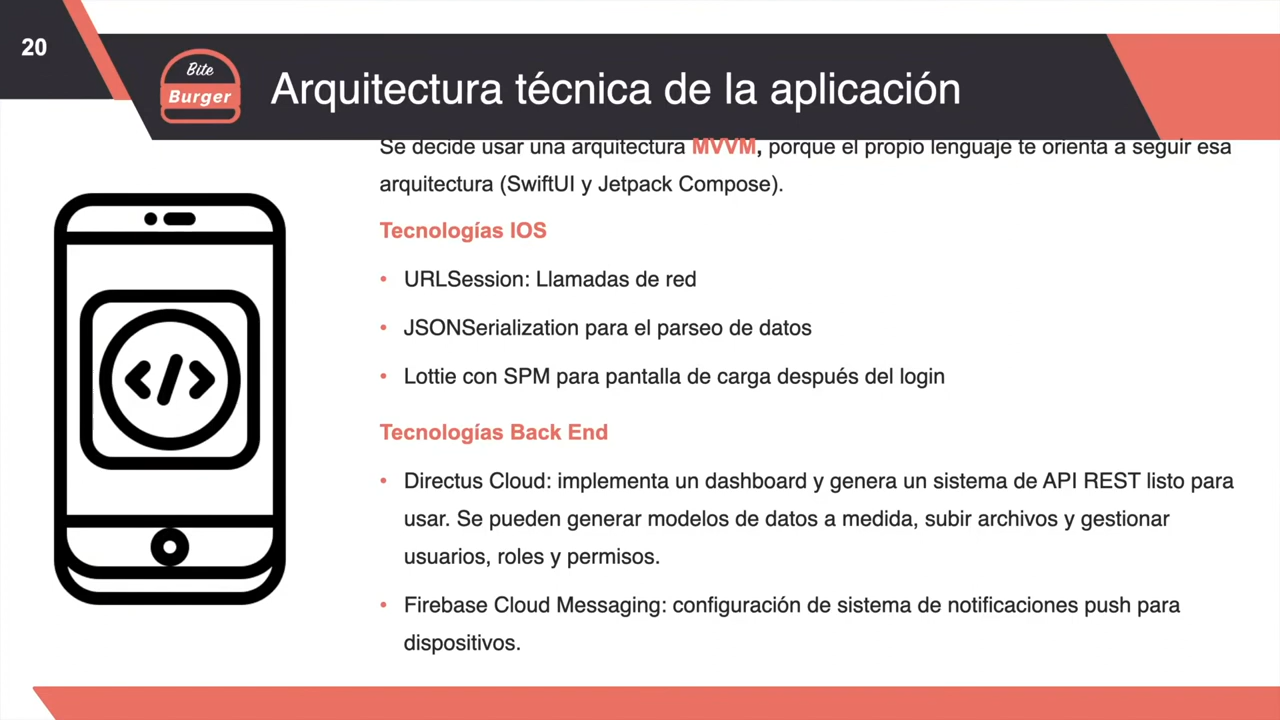 20
Bite
Burger
Arquitectura técnica de la aplicación
Se decide usar una arquitectura MVVM, porque el propio lenguaje te orienta a seguir esa
arquitectura (SwiftUI y Jetpack Compose).
Tecnologías IOS
• URLSession: Llamadas de red
• JSONSerialization para el parseo de datos
• Lottie con SPM para pantalla de carga después del login
Tecnologías Back End
• Directus Cloud: implementa un dashboard y genera un sistema de API REST listo para
usar. Se pueden generar modelos de datos a medida, subir archivos y gestionar
usuarios, roles y permisos.
• Firebase Cloud Messaging: configuración de sistema de notificaciones push para
dispositivos.